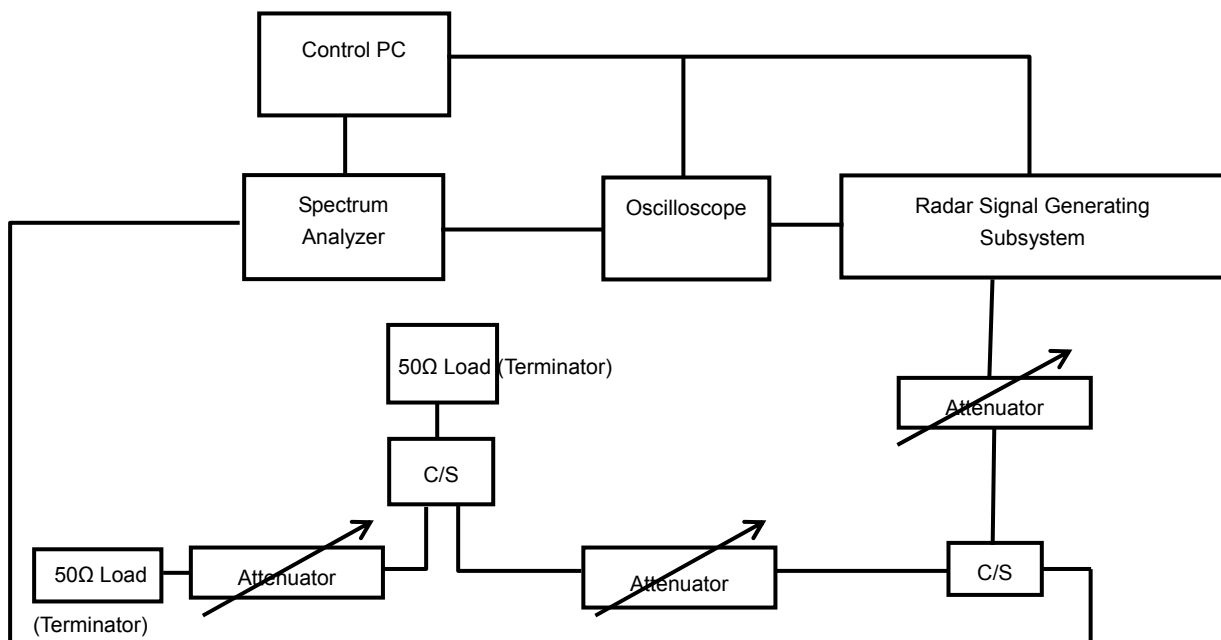 Control PC
Spectrum
Analyzer
Oscilloscope
Radar Signal Generating
Subsystem
50Ω Load (Terminator)
Attenuator
C/S
50Ω Load
(Terminator)
Attenuator
Attenuator
C/S